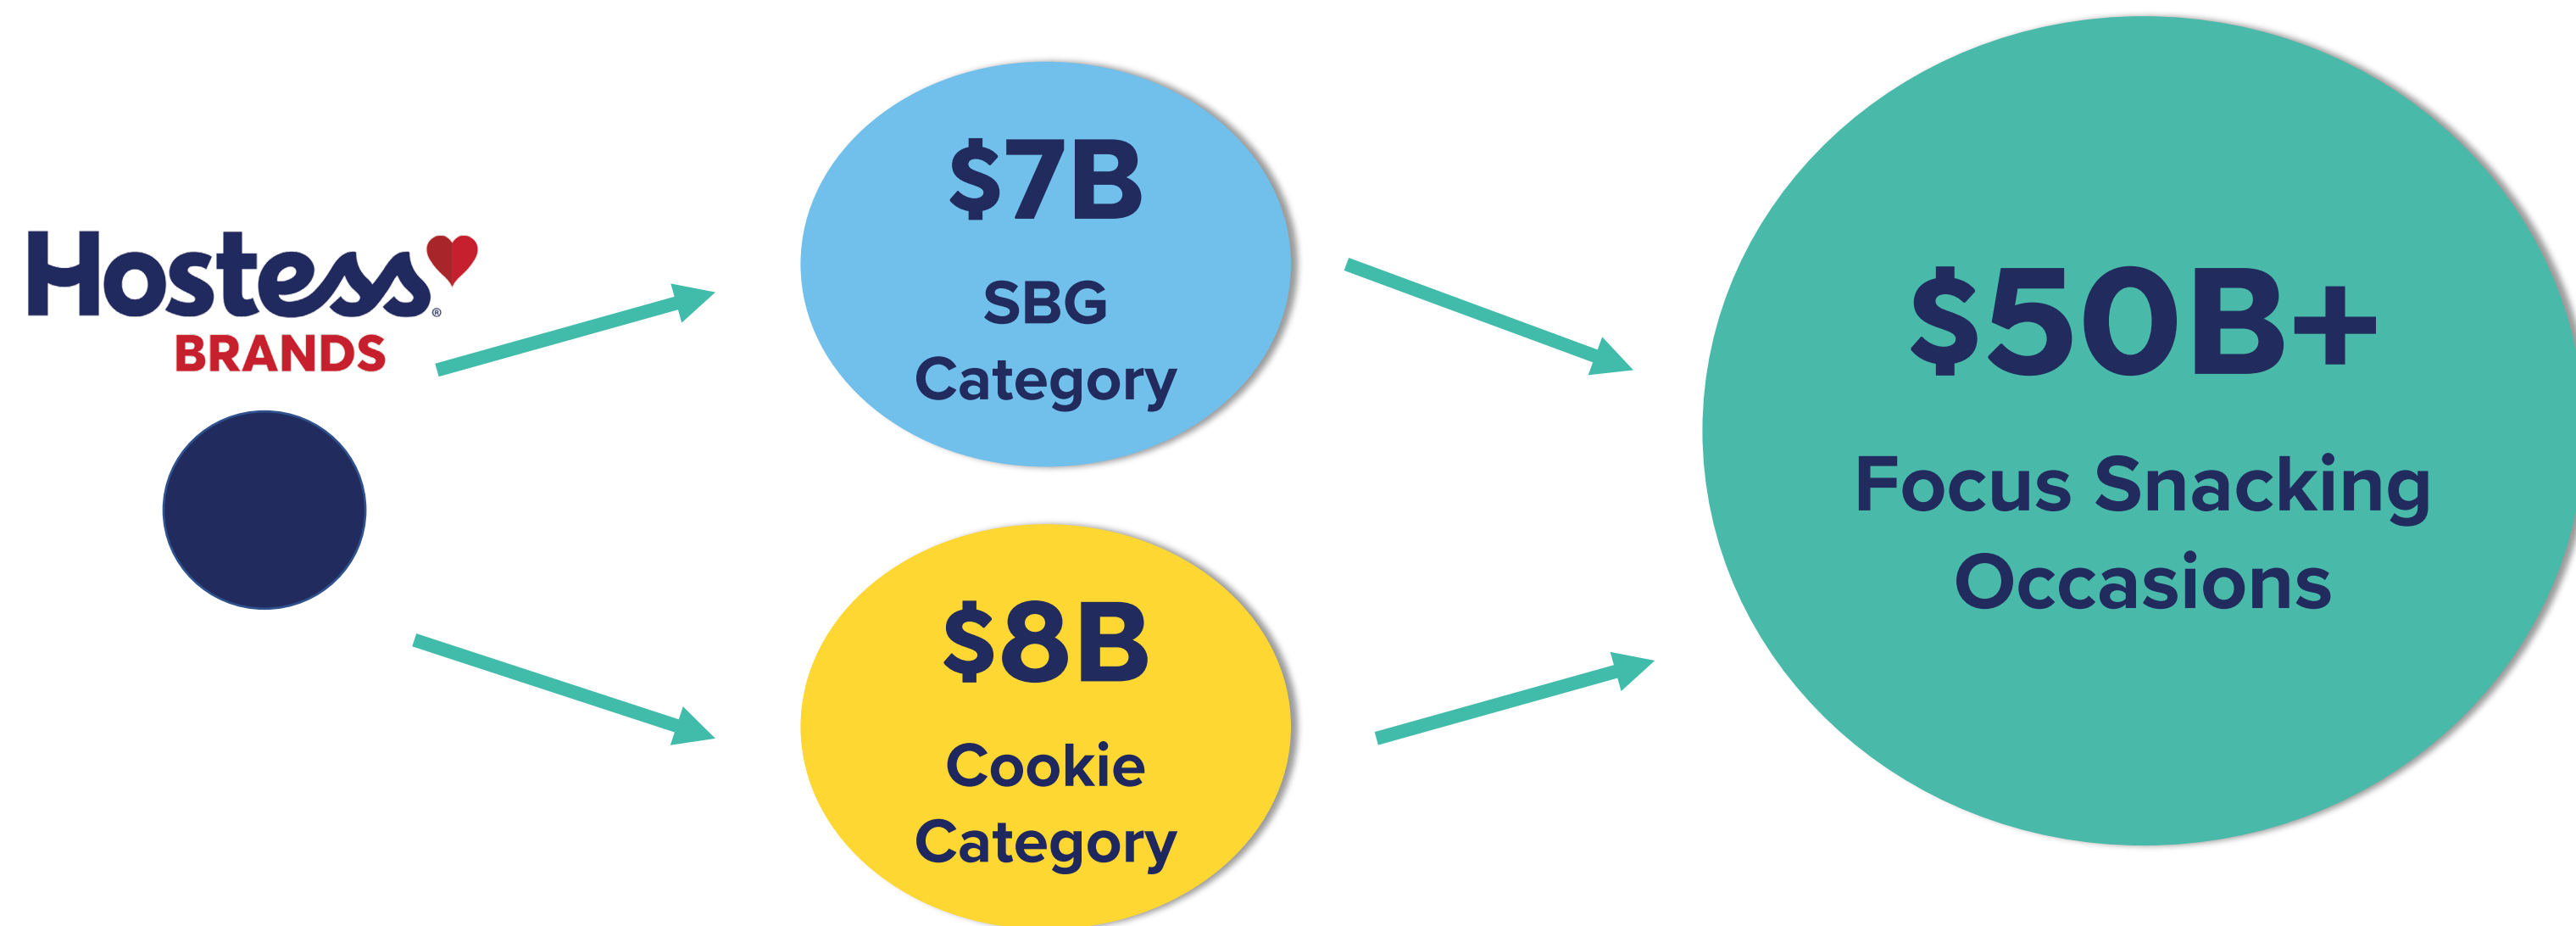 Hostess®
BRANDS
$7B
SBG
Category
$8B
Cookie
Category
$50B+
Focus Snacking
Occasions